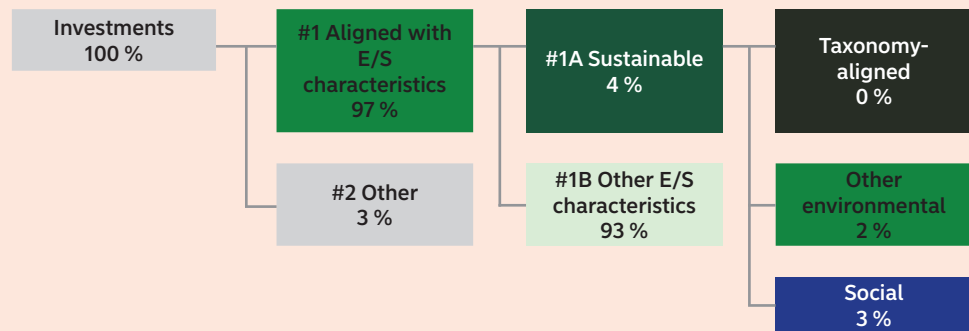 Investments
100 %
#1 Aligned with
E/S
characteristics
97 %
#2 Other
3 %
#1A Sustainable
4 %
#1B Other E/S
characteristics
93 %
Taxonomy-
aligned
0 %
Other
environmental
2 %
Social
3 %